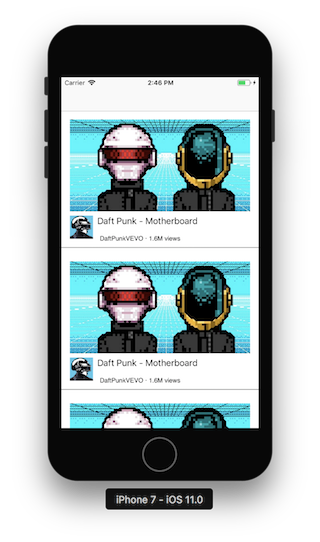 Carrier 2:46 PM
Daft Punk - Motherboard
DaftPunkVEVO · 1.6M views
Daft Punk - Motherboard
DaftPunkVEVO · 1.6M views
iPhone 7 - iOS 11.0